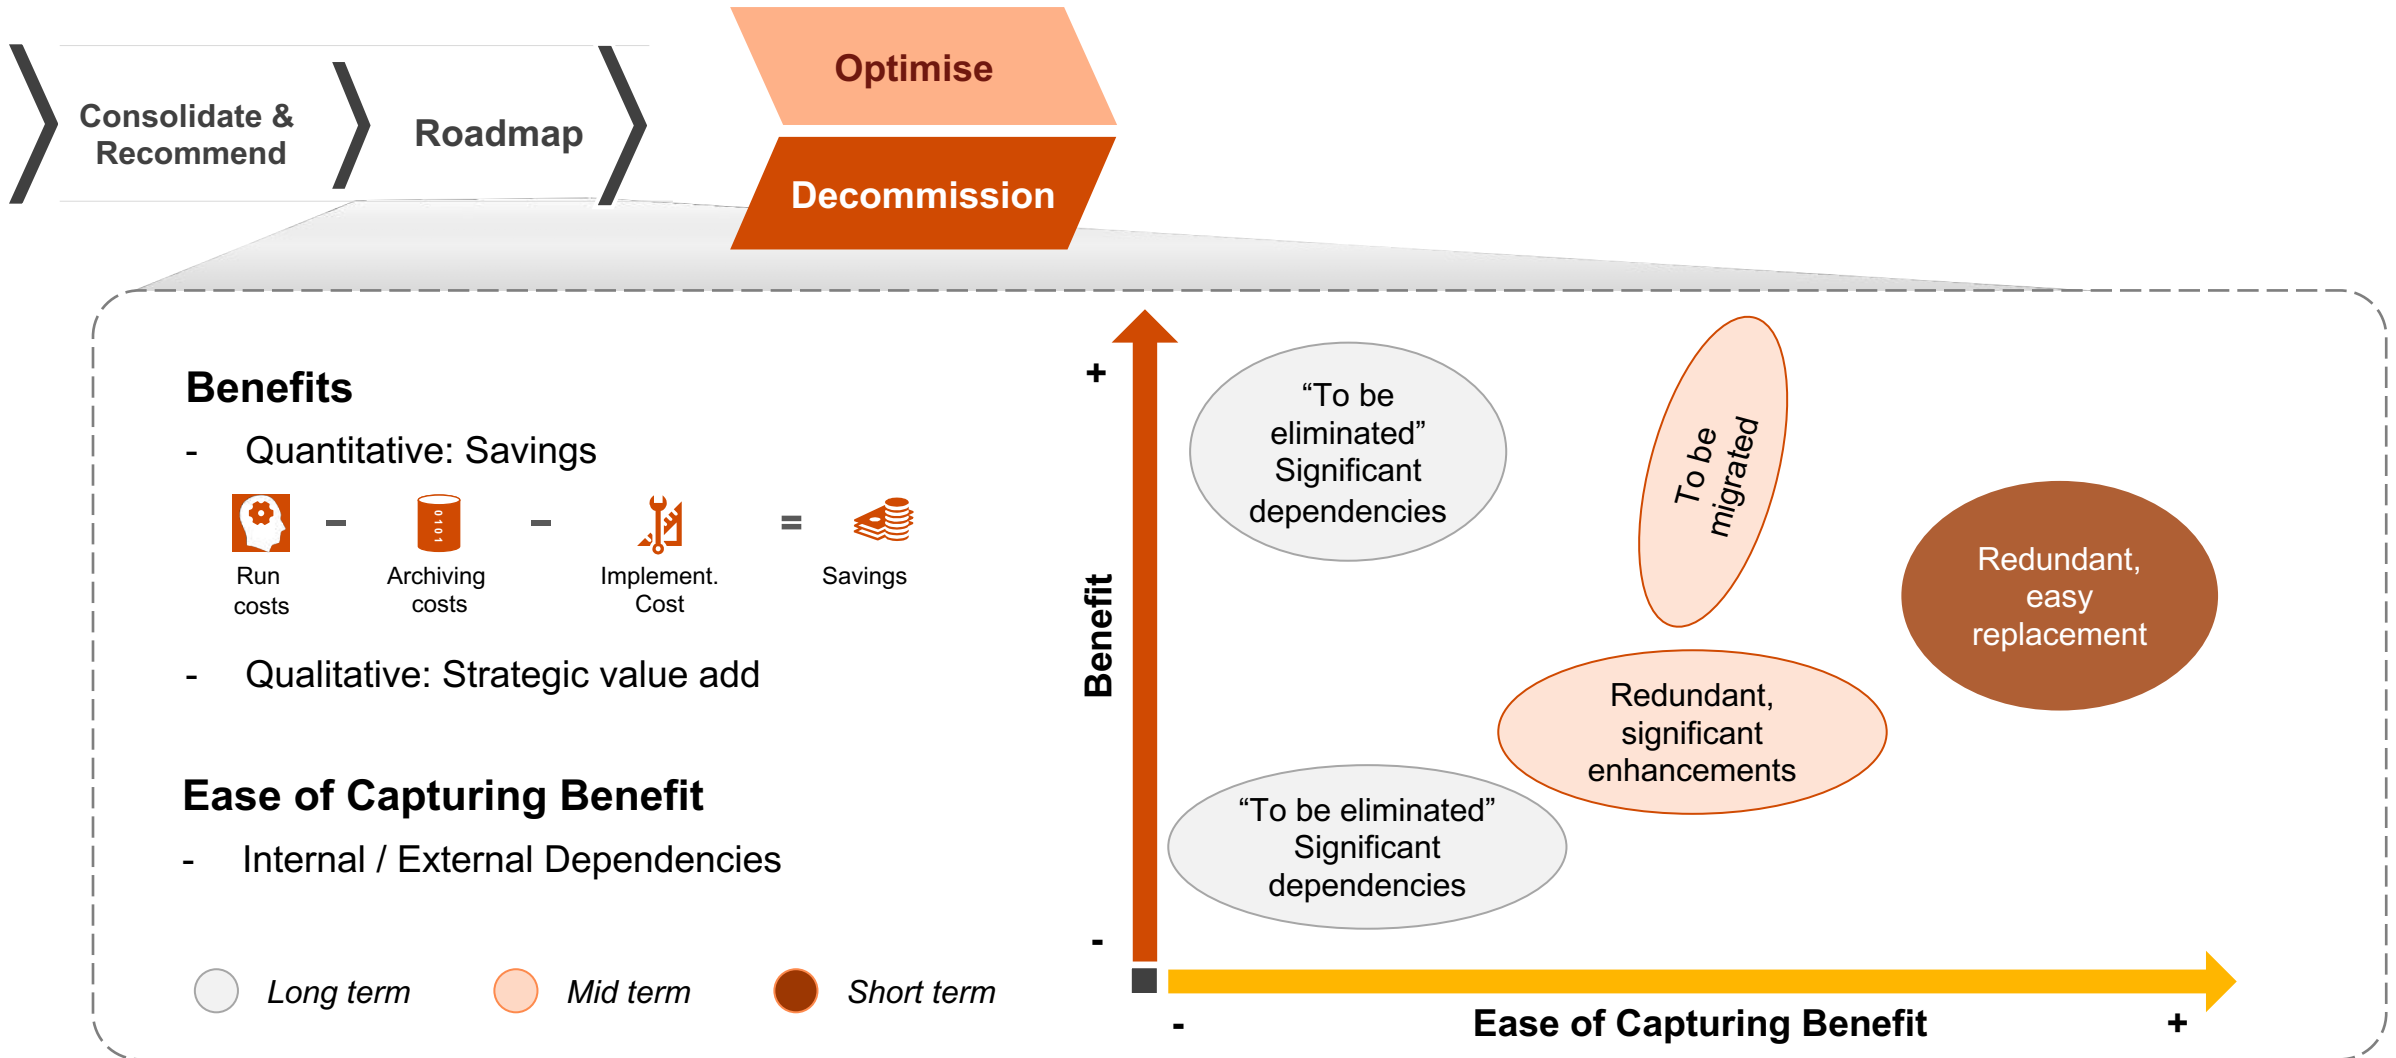 Consolidate &
Recommend
Roadmap
Optimise
Decommission
Benefits
- Quantitative: Savings
0101
- - =
Run
costs
Archiving
costs
Implement.
Cost
Savings
- Qualitative: Strategic value add
Ease of Capturing Benefit
- Internal / External Dependencies
Long term
Mid term
Short term
+
Benefit
-
“To be
eliminated”
Significant
dependencies
To be
migrated
Redundant,
easy
replacement
Redundant,
significant
enhancements
“To be eliminated”
Significant
dependencies
- Ease of Capturing Benefit +